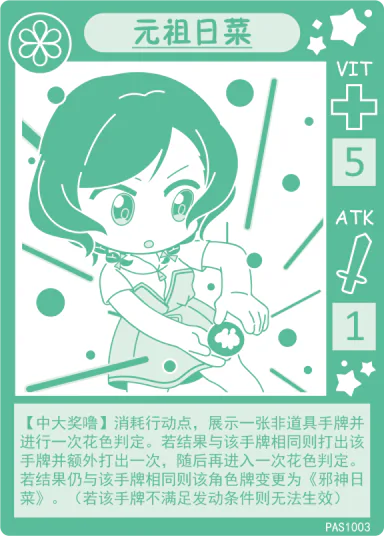 元祖日菜
VIT
5
ATK
1
【中大奖噜】消耗行动点，展示一张非道具手牌并
进行一次花色判定。若结果与该手牌相同则打出该
手牌并额外打出一次，随后再进入一次花色判定。
若结果仍与该手牌相同则该角色牌变更为《邪神日
菜》。（若该手牌不满足发动条件则无法生效）
PAS1003